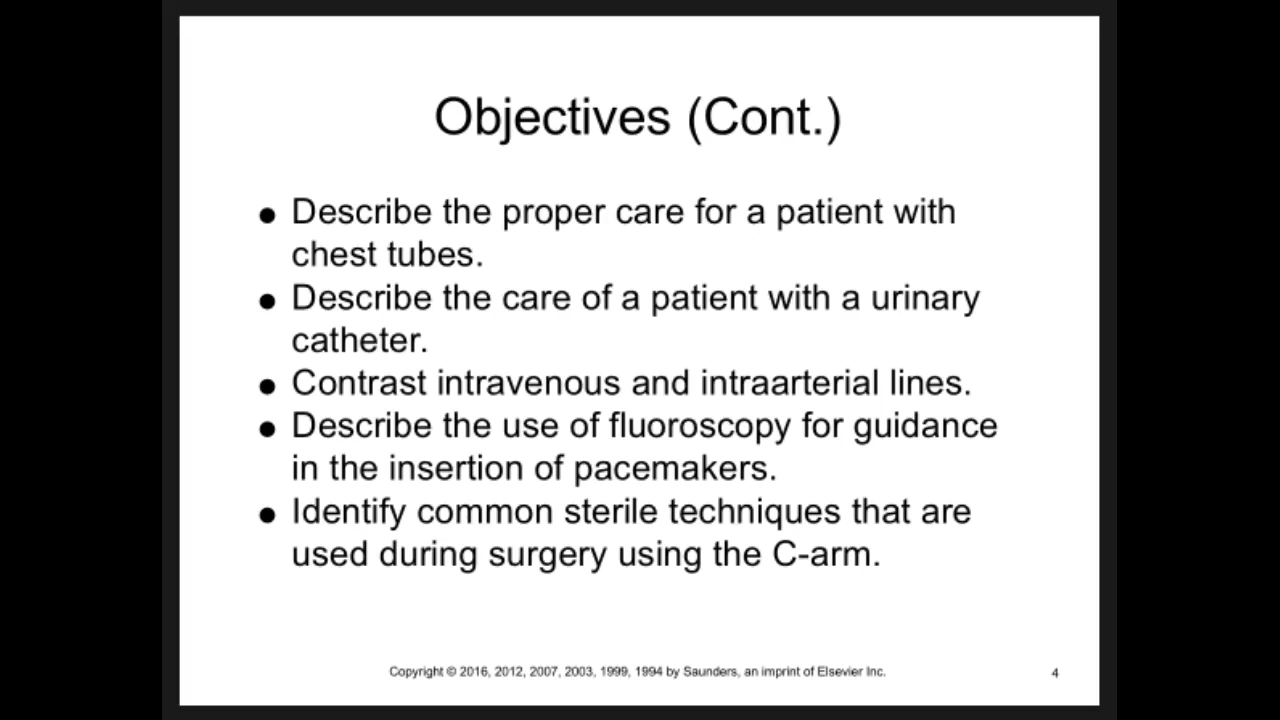 Objectives (Cont.)
● Describe the proper care for a patient with
chest tubes.
● Describe the care of a patient with a urinary
catheter.
● Contrast intravenous and intraarterial lines.
● Describe the use of fluoroscopy for guidance
in the insertion of pacemakers.
● Identify common sterile techniques that are
used during surgery using the C-arm.
Copyright © 2016, 2012, 2007, 2003, 1999, 1994 by Saunders, an imprint of Elsevier Inc.
4